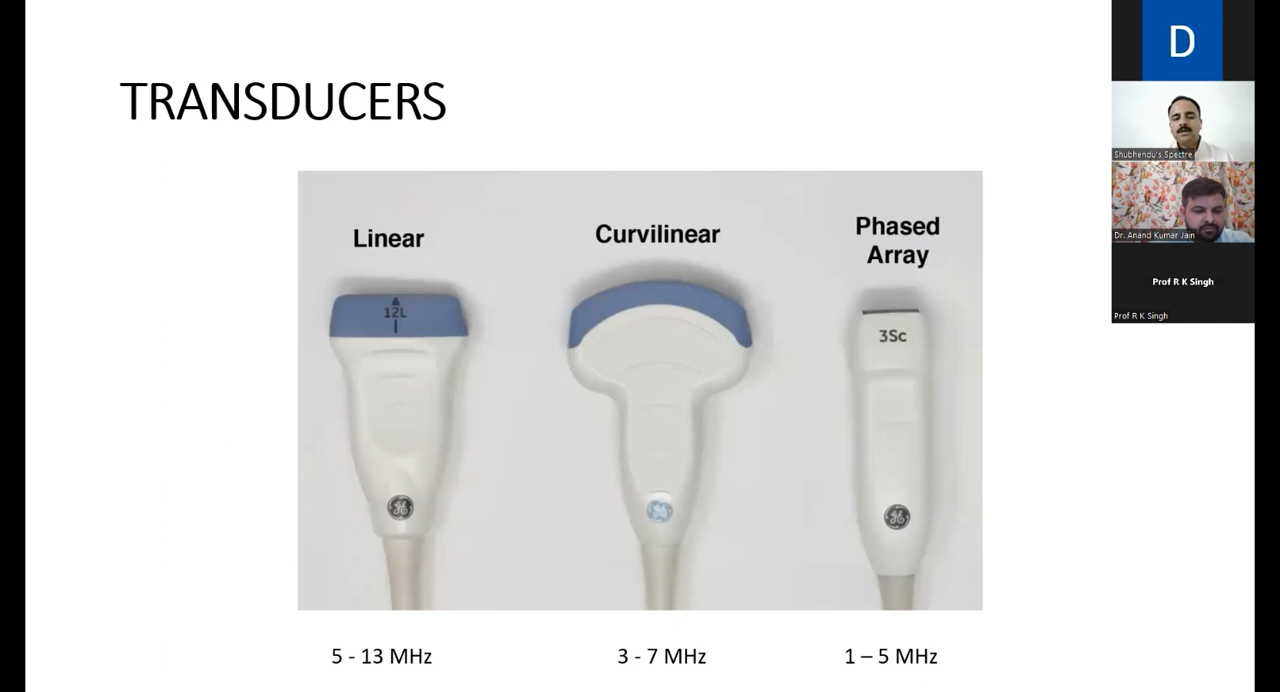 TRANSDUCERS
Linear
Curvilinear
Phased
Array
12L
3Sc
5 - 13 MHz
3 - 7 MHz
1 – 5 MHz
D
Shubhendu's Spectre
Dr. Anand Kumar Jain
Prof R K Singh
Prof R K Singh